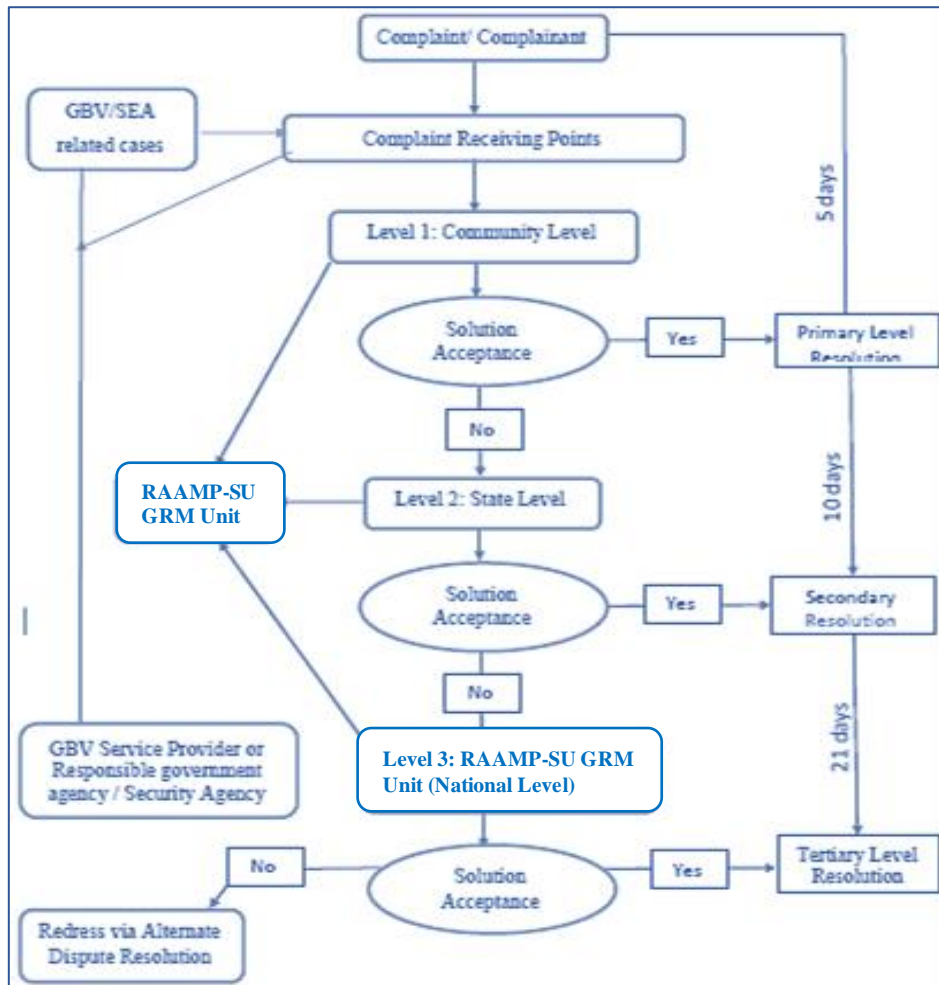 Complaint/ Complainant
GBV/SEA
related cases
Complaint Receiving Points
5 days
Level 1: Community Level
Solution
Acceptance
Yes
Primary Level
Resolution
No
RAAMP-SU
GRM Unit
Level 2: State Level
10 days
Solution
Acceptance
Yes
Secondary
Resolution
No
GBV Service Provider or
Responsible government
agency / Security Agency
Level 3: RAAMP-SU GRM
Unit (National Level)
21 days
No
Solution
Acceptance
Yes
Tertiary Level
Resolution
Redress via Alternate
Dispute Resolution